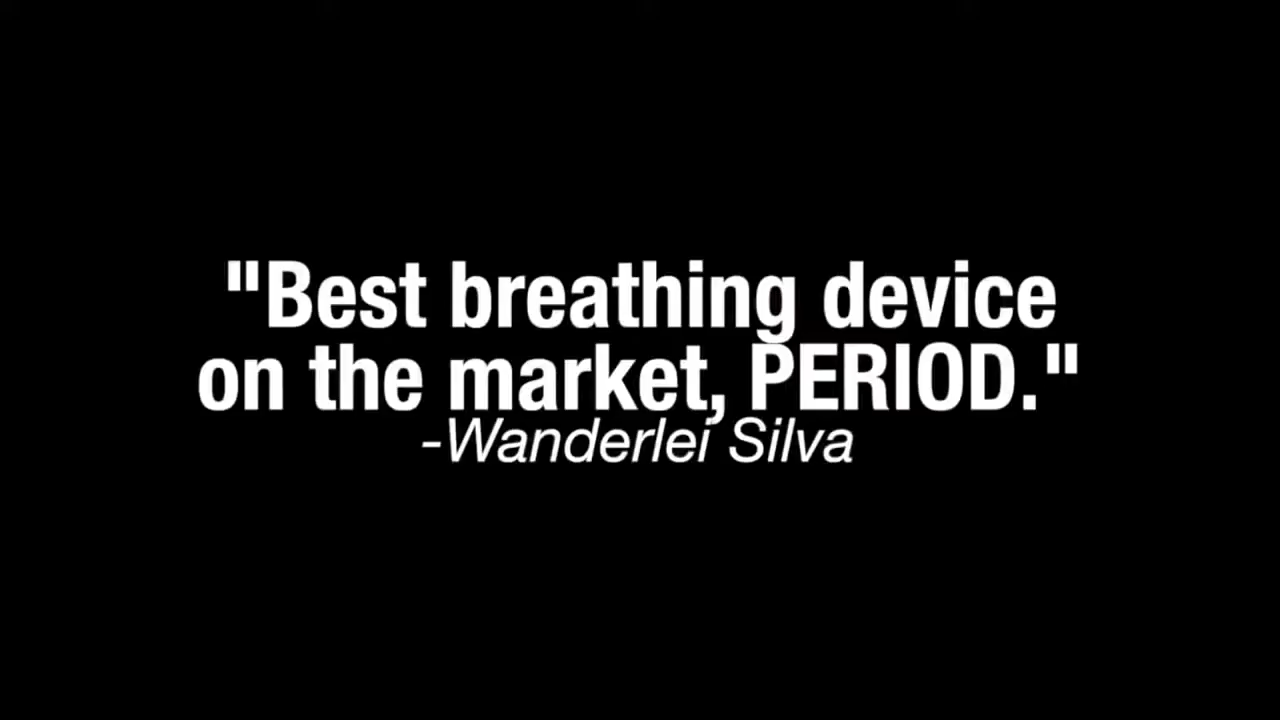 "Best breathing device
on the market, PERIOD."
-Wanderlei Silva